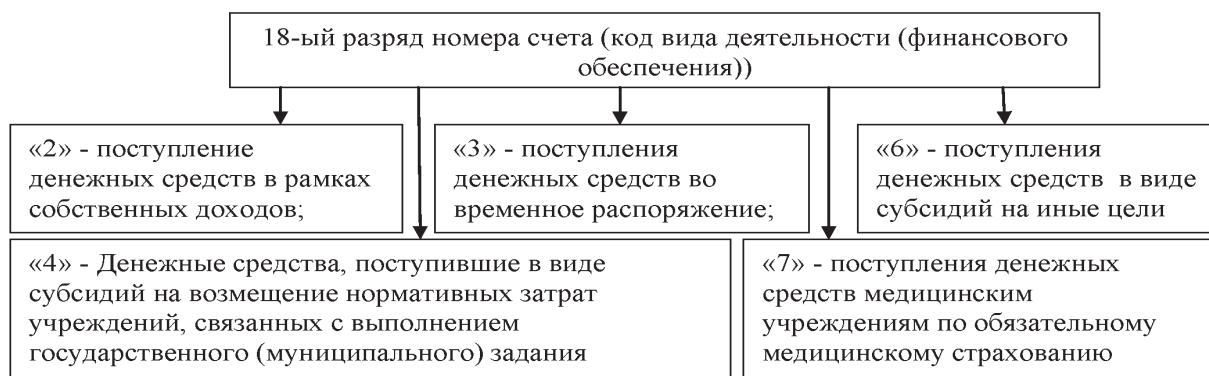 18-ый разряд номера счета (код вида деятельности (финансового
обеспечения))
«2» - поступление
денежных средств в рамках
собственных доходов;
«3» - поступления
денежных средств во
временное распоряжение;
«6» - поступления
денежных средств в виде
субсидий на иные цели
«4» - Денежные средства, поступившие в виде
субсидий на возмещение нормативных затрат
учреждений, связанных с выполнением
государственного (муниципального) задания
«7» - поступления денежных
средств медицинским
учреждениям по обязательному
медицинскому страхованию